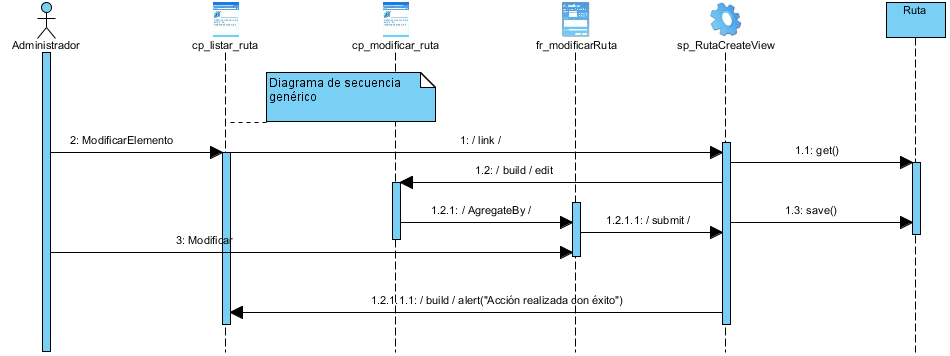 Ruta
Administrador
cp_listar_ruta
cp_modificar_ruta
fr_modificarRuta
sp_RutaCreateView
Diagrama de secuencia
genérico
2: ModificarElemento
1: / link /
1.1: get()
1.2: / build / edit
1.2.1: / AgregateBy /
1.2.1.1: / submit /
1.3: save()
3: Modificar
1.2.1.1.1: / build / alert("Acción realizada con éxito")